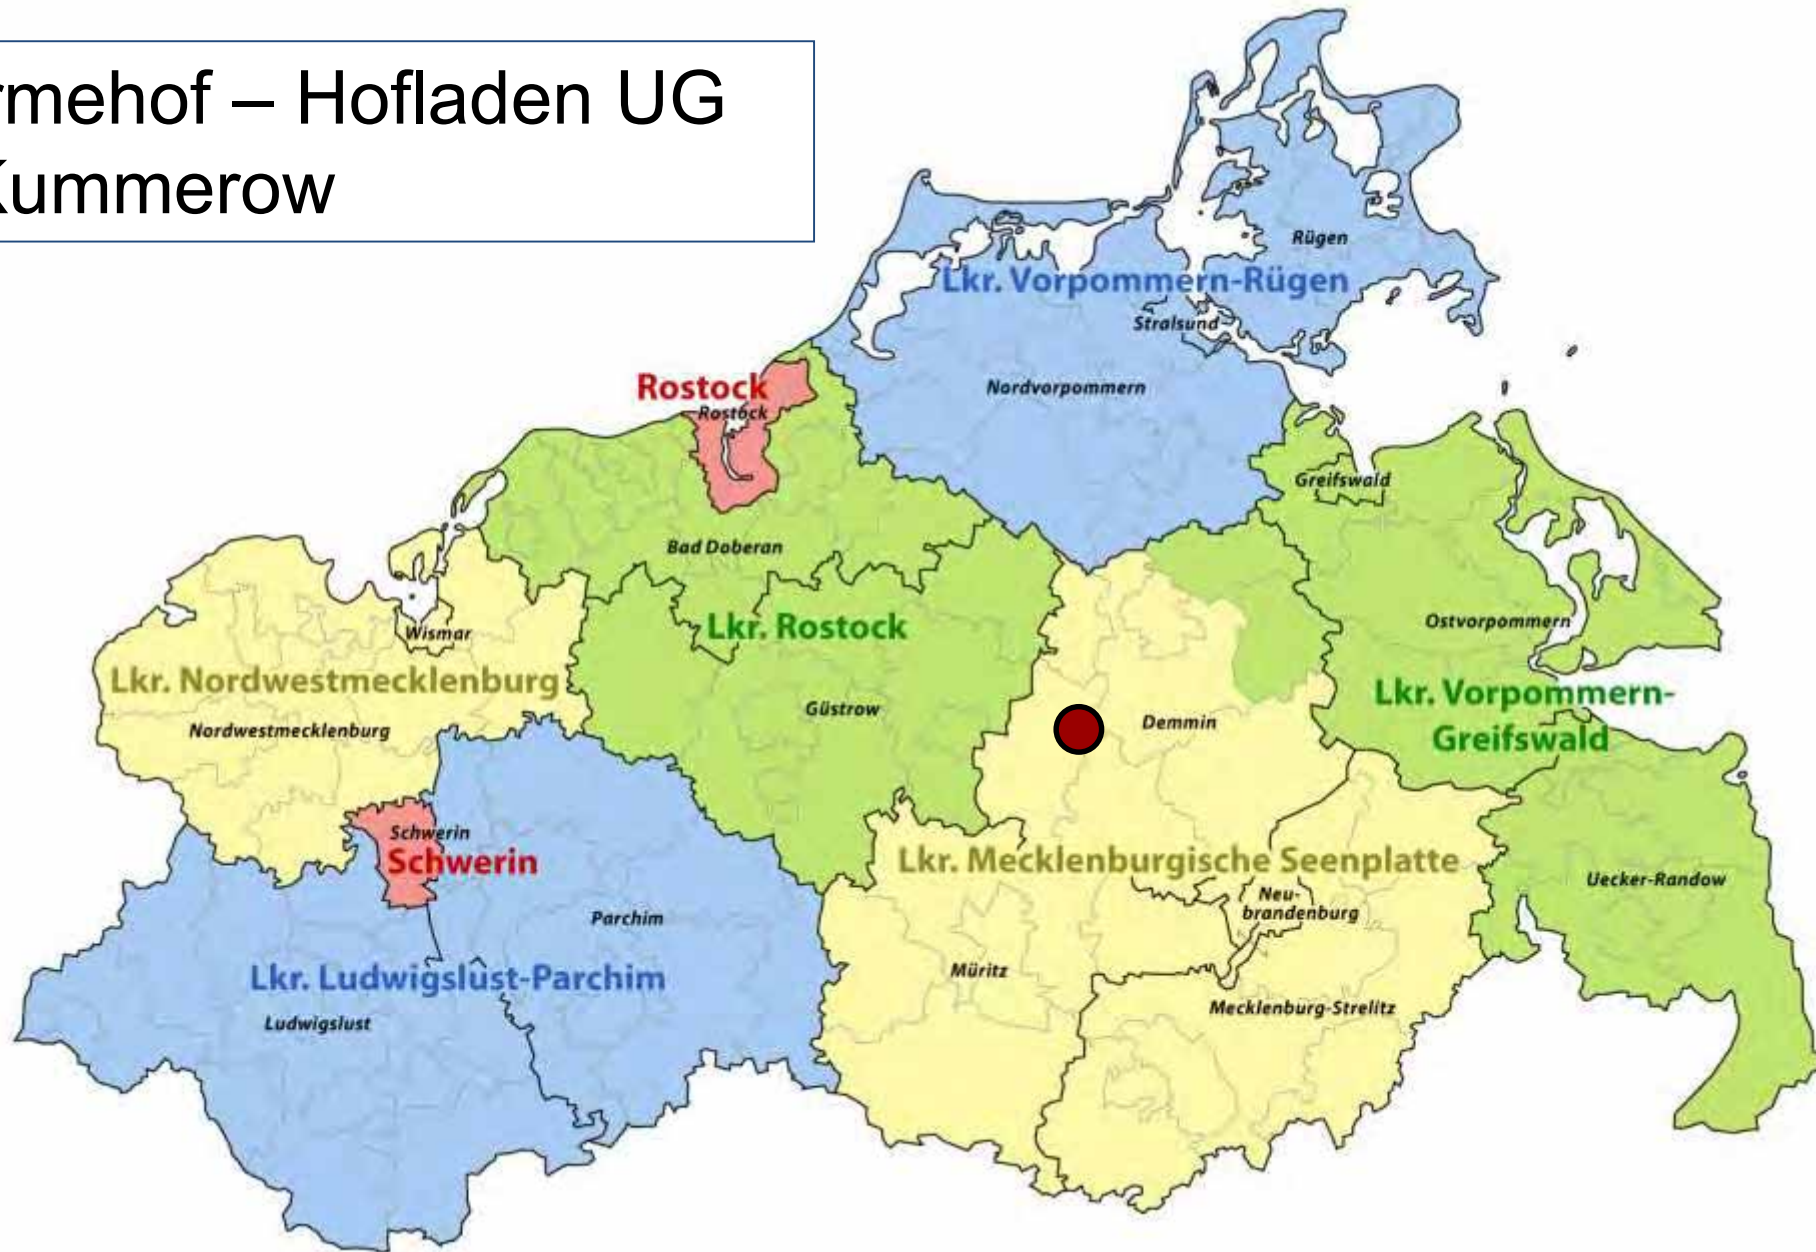 rmehof – Hofladen UG
Kummerow
Rügen
Lkr. Vorpommern-Rügen
Stralsund
Nordvorpommern
Rostock
Rostock
Greifswald
Bad Doberan
Ostvorpommern
Wismar
Lkr. Rostock
Lkr. Nordwestmecklenburg
Lkr. Vorpommern-
Greifswald
Güstrow
Demmin
Nordwestmecklenburg
Schwerin
Schwerin
Lkr. Mecklenburgische Seenplatte
Uecker-Randow
Neu-
brandenburg
Parchim
Müritz
Lkr. Ludwigslust-Parchim
Mecklenburg-Strelitz
Ludwigslust